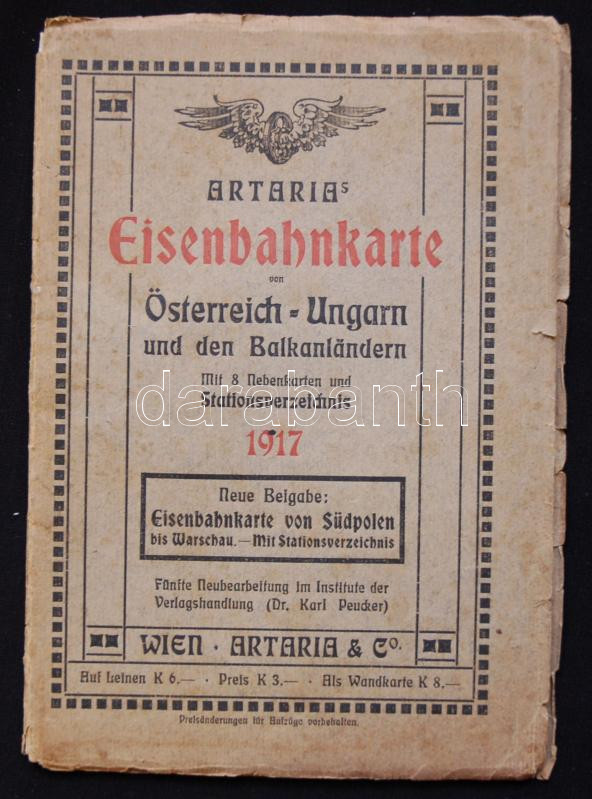 ARTARIAS
Eisenbahnkarte
von
Österreich-Ungarn
und den Balkanländern
Mit 8 Nebenkarten und
Stationsverzeichnis
darabanth
1917
Neue Beigabe:
Eisenbahnkarte von Südpolen
bis Warschau.—Mit Stationsverzeichnis
Fünfte Neubearbeitung im Institute der
Verlagshandlung (Dr. Karl Peucker)
WIEN · ARTARIA & Co.
Auf Leinen K 6.— · Preis K 3.— · Als Wandkarte K 8.—
Preisänderungen für Aufzüge vorbehalten.